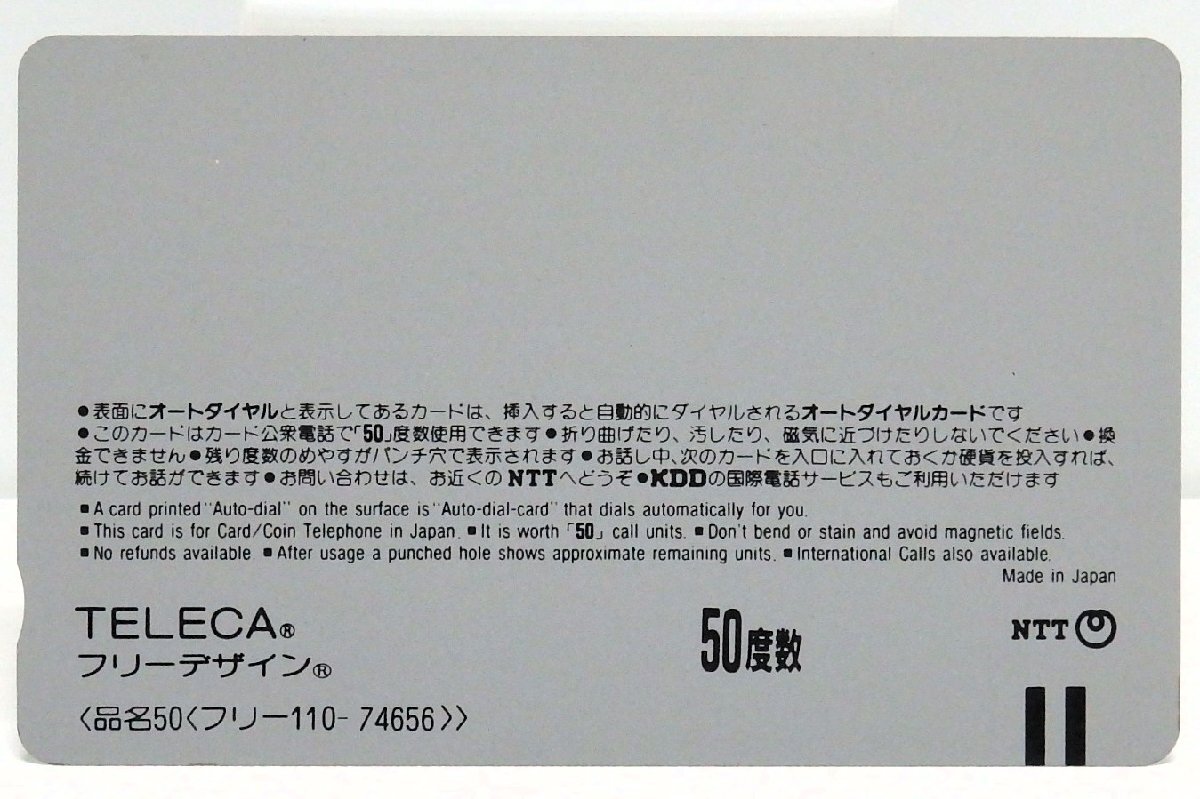 ●表面にオートダイヤルと表示してあるカードは、挿入すると自動的にダイヤルされるオートダイヤルカードです
●このカードはカード公衆電話で「50」度数使用できます●折り曲げたり、汚したり、磁気に近づけたりしないでください●換
金できません●残り度数のめやすがパンチ穴で表示されます●お話し中、次のカードを入口に入れておくか硬貨を投入すれば、
続けてお話ができます●お問い合わせは、お近くのNTTへどうぞ●KDDの国際電話サービスもご利用いただけます
■A card printed "Auto-dial" on the surface is "Auto-dial-card" that dials automatically for you.
■This card is for Card/Coin Telephone in Japan. ■It is worth「50」call units. ■Don't bend or stain and avoid magnetic fields.
■No refunds available ■After usage a punched hole shows approximate remaining units. ■International Calls also available.
Made in Japan
TELECA®
フリーデザイン®
50度数
NTT
〈品名50〈フリー110-74656〉〉